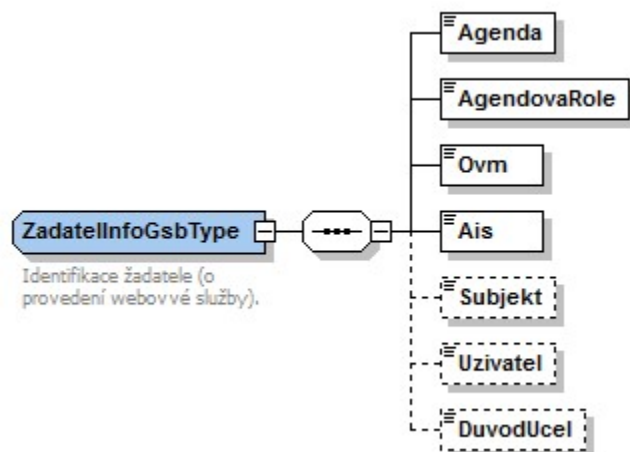 Agenda
AgendovaRole
Ovm
ZadatelInfoGsbType
Ais
Identifikace žadatele (o
provedení webovvé služby).
Subjekt
Uzivatel
DuvodUcel